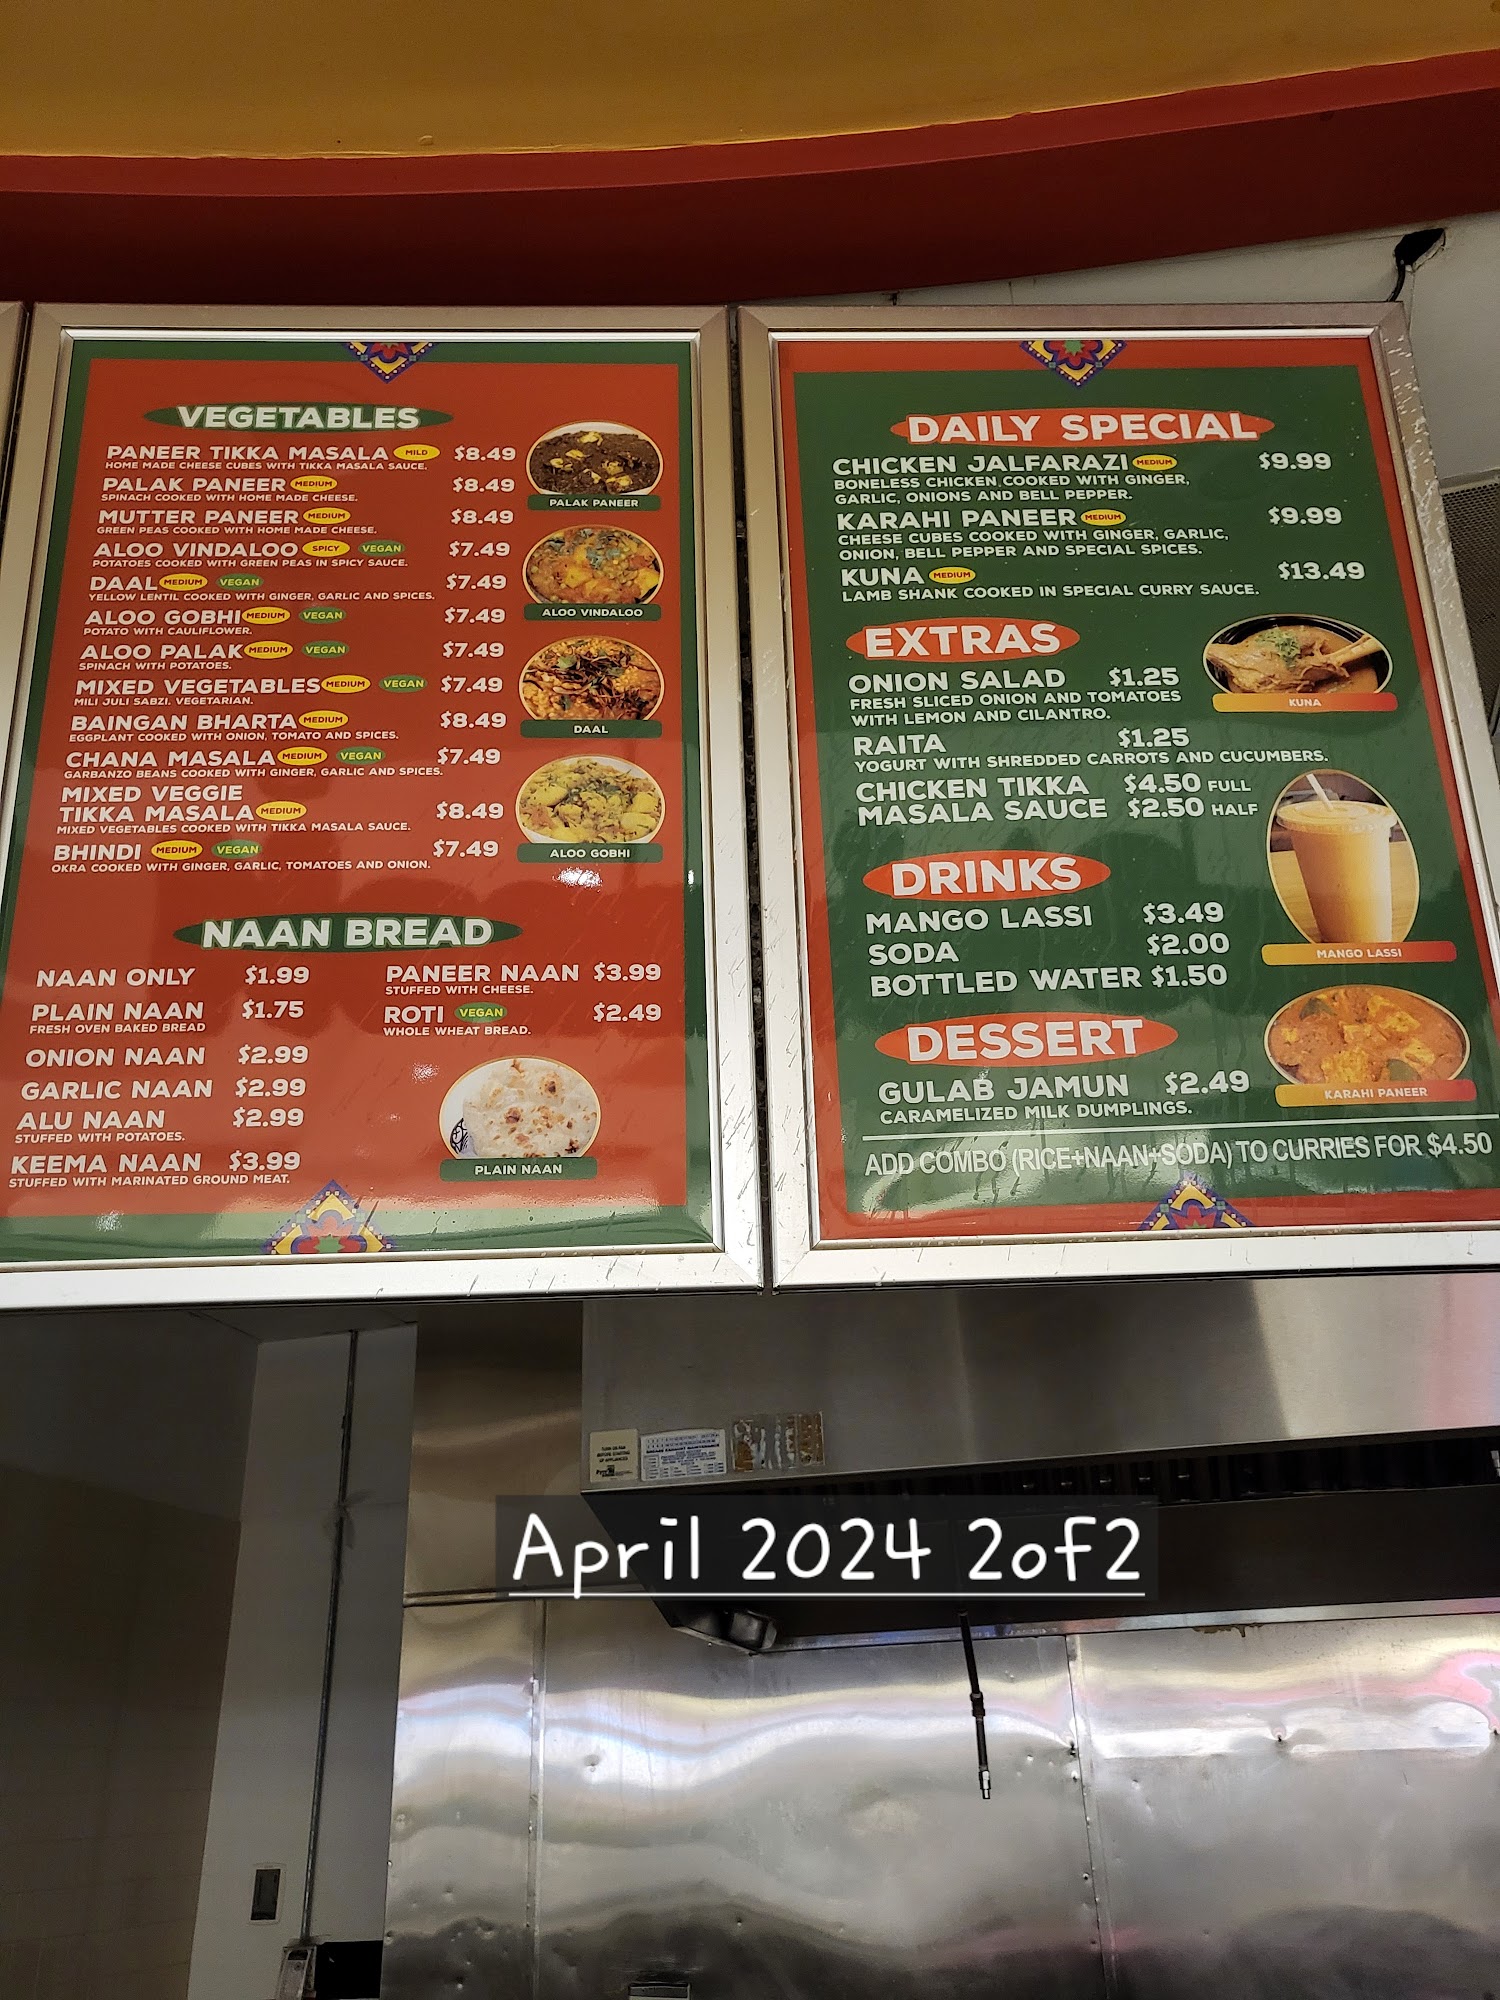 VEGETABLES
PANEER TIKKA MASALA MILD $8.49
HOME MADE CHEESE CUBES WITH TIKKA MASALA SAUCE.
PALAK PANEER MEDIUM $8.49
SPINACH COOKED WITH HOME MADE CHEESE.
MUTTER PANEER MEDIUM $8.49
GREEN PEAS COOKED WITH HOME MADE CHEESE.
ALOO VINDALOO SPICY VEGAN $7.49
POTATOES COOKED WITH GREEN PEAS IN SPICY SAUCE.
DAAL MEDIUM VEGAN $7.49
YELLOW LENTIL COOKED WITH GINGER, GARLIC AND SPICES.
ALOO GOBHI MEDIUM VEGAN $7.49
POTATO WITH CAULIFLOWER.
ALOO PALAK MEDIUM VEGAN $7.49
SPINACH WITH POTATOES.
MIXED VEGETABLES MEDIUM VEGAN $7.49
MILI JULI SABZI. VEGETARIAN.
BAINGAN BHARTA MEDIUM $8.49
EGGPLANT COOKED WITH ONION, TOMATO AND SPICES.
CHANA MASALA MEDIUM VEGAN $7.49
GARBANZO BEANS COOKED WITH GINGER, GARLIC AND SPICES.
MIXED VEGGIE
TIKKA MASALA MEDIUM $8.49
MIXED VEGETABLES COOKED WITH TIKKA MASALA SAUCE.
BHINDI MEDIUM VEGAN $7.49
OKRA COOKED WITH GINGER, GARLIC, TOMATOES AND ONION.
PALAK PANEER
ALOO VINDALOO
DAAL
ALOO GOBHI
NAAN BREAD
NAAN ONLY $1.99
PLAIN NAAN $1.75
FRESH OVEN BAKED BREAD
ONION NAAN $2.99
GARLIC NAAN $2.99
ALU NAAN $2.99
STUFFED WITH POTATOES.
KEEMA NAAN $3.99
STUFFED WITH MARINATED GROUND MEAT.
PANEER NAAN $3.99
STUFFED WITH CHEESE.
ROTI VEGAN $2.49
WHOLE WHEAT BREAD.
PLAIN NAAN
DAILY SPECIAL
CHICKEN JALFARAZI MEDIUM $9.99
BONELESS CHICKEN COOKED WITH GINGER,
GARLIC, ONIONS AND BELL PEPPER.
KARAHI PANEER MEDIUM $9.99
CHEESE CUBES COOKED WITH GINGER, GARLIC,
ONION, BELL PEPPER AND SPECIAL SPICES.
KUNA MEDIUM $13.49
LAMB SHANK COOKED IN SPECIAL CURRY SAUCE.
EXTRAS
ONION SALAD $1.25
FRESH SLICED ONION AND TOMATOES
WITH LEMON AND CILANTRO.
RAITA $1.25
YOGURT WITH SHREDDED CARROTS AND CUCUMBERS.
CHICKEN TIKKA $4.50 FULL
MASALA SAUCE $2.50 HALF
KUNA
DRINKS
MANGO LASSI $3.49
SODA $2.00
BOTTLED WATER $1.50
MANGO LASSI
DESSERT
GULAB JAMUN $2.49
CARAMELIZED MILK DUMPLINGS.
KARAHI PANEER
ADD COMBO (RICE+NAAN+SODA) TO CURRIES FOR $4.50
April 2024 2of2